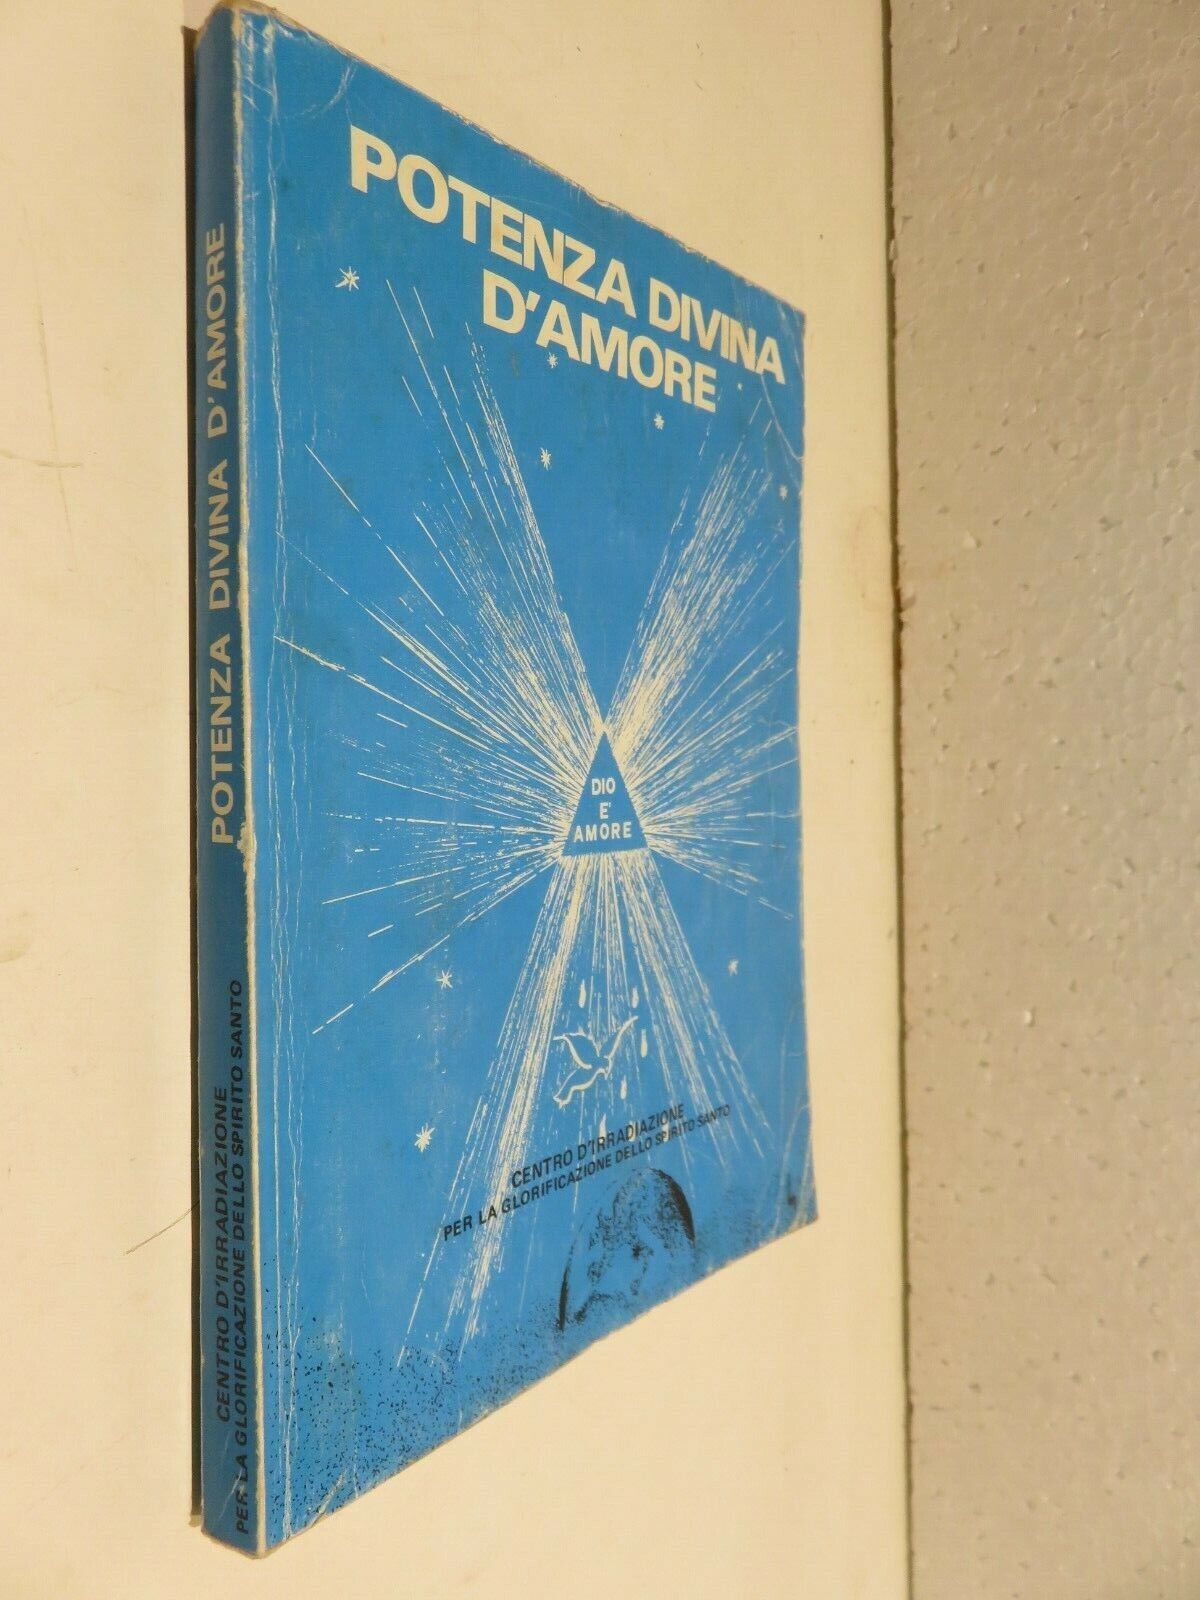 POTENZA DIVINA
D'AMORE
DIO
E'
AMORE
CENTRO D'IRRADIAZIONE
PER LA GLORIFICAZIONE DELLO SPIRITO SANTO
POTENZA DIVINA D'AMORE
CENTRO D'IRRADIAZIONE
PER LA GLORIFICAZIONE DELLO SPIRITO SANTO